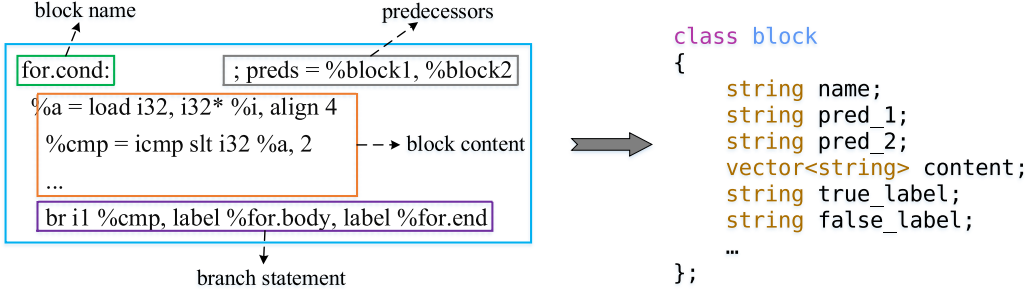 block name
predecessors
for.cond:
; preds = %block1, %block2
%a = load i32, i32* %i, align 4
%cmp = icmp slt i32 %a, 2
...
block content
br i1 %cmp, label %for.body, label %for.end
branch statement
class block
{
string name;
string pred_1;
string pred_2;
vector<string> content;
string true_label;
string false_label;
…
};